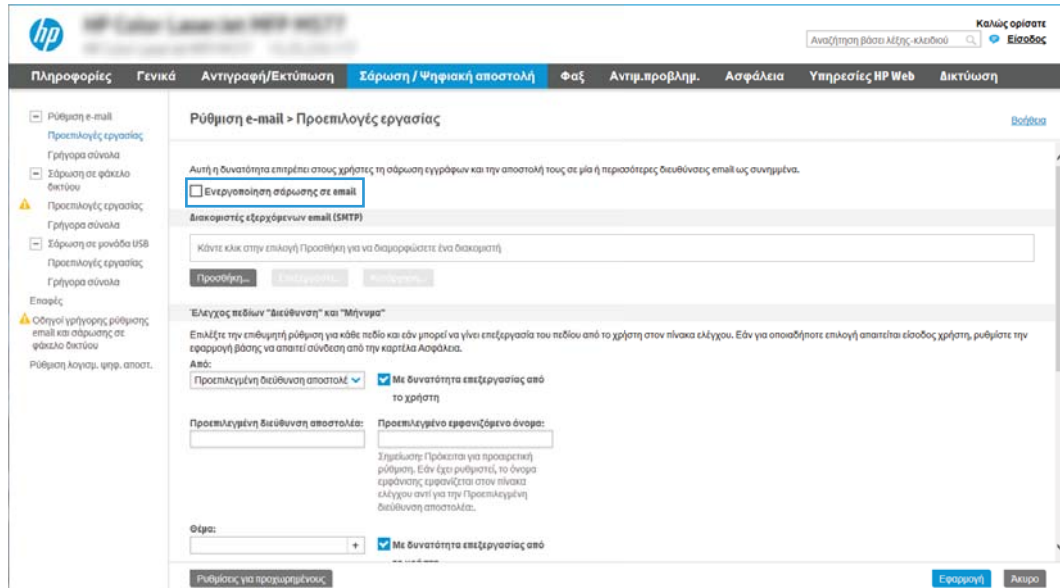 hp
Καλώς ορίσατε
Αναζήτηση βάσει λέξης-κλειδιού
Είσοδος
Πληροφορίες Γενικά Αντιγραφή/Εκτύπωση Σάρωση / Ψηφιακή αποστολή Φαξ Αντιμ.προβλημ. Ασφάλεια Υπηρεσίες HP Web Δικτύωση
Ρύθμιση e-mail
Προεπιλογές εργασίας
Γρήγορα σύνολα
Σάρωση σε φάκελο
δικτύου
Προεπιλογές εργασίας
Γρήγορα σύνολα
Σάρωση σε μονάδα USB
Προεπιλογές εργασίας
Γρήγορα σύνολα
Επαφές
Οδηγοί γρήγορης ρύθμισης
email και σάρωσης σε
φάκελο δικτύου
Ρύθμιση λογισμ. ψηφ. αποστ.
Ρύθμιση e-mail > Προεπιλογές εργασίας
Βοήθεια
Αυτή η δυνατότητα επιτρέπει στους χρήστες τη σάρωση εγγράφων και την αποστολή τους σε μία ή περισσότερες διευθύνσεις email ως συνημμένα.
Ενεργοποίηση σάρωσης σε email
Διακομιστές εξερχόμενων email (SMTP)
Κάντε κλικ στην επιλογή Προσθήκη για να διαμορφώσετε ένα διακομιστή
Προσθήκη...
Έλεγχος πεδίων "Διεύθυνση" και "Μήνυμα"
Επιλέξτε την επιθυμητή ρύθμιση για κάθε πεδίο και εάν μπορεί να γίνει επεξεργασία του πεδίου από το χρήστη στον πίνακα ελέγχου. Εάν για οποιαδήποτε επιλογή απαιτείται είσοδος χρήστη, ρυθμίστε την
εφαρμογή βάσης να απαιτεί σύνδεση από την καρτέλα Ασφάλεια.
Από:
Προεπιλεγμένη διεύθυνση αποστολέ
Με δυνατότητα επεξεργασίας από
το χρήστη
Προεπιλεγμένη διεύθυνση αποστολέα: Προεπιλεγμένο εμφανιζόμενο όνομα:
Σημείωση: Πρόκειται για προαιρετική
ρύθμιση. Εάν έχει ρυθμιστεί, το όνομα
εμφάνισης εμφανίζεται στον πίνακα
ελέγχου αντί για την Προεπιλεγμένη
διεύθυνση αποστολέα:.
Θέμα:
+
Με δυνατότητα επεξεργασίας από
Ρυθμίσεις για προχωρημένους
Εφαρμογή Άκυρο